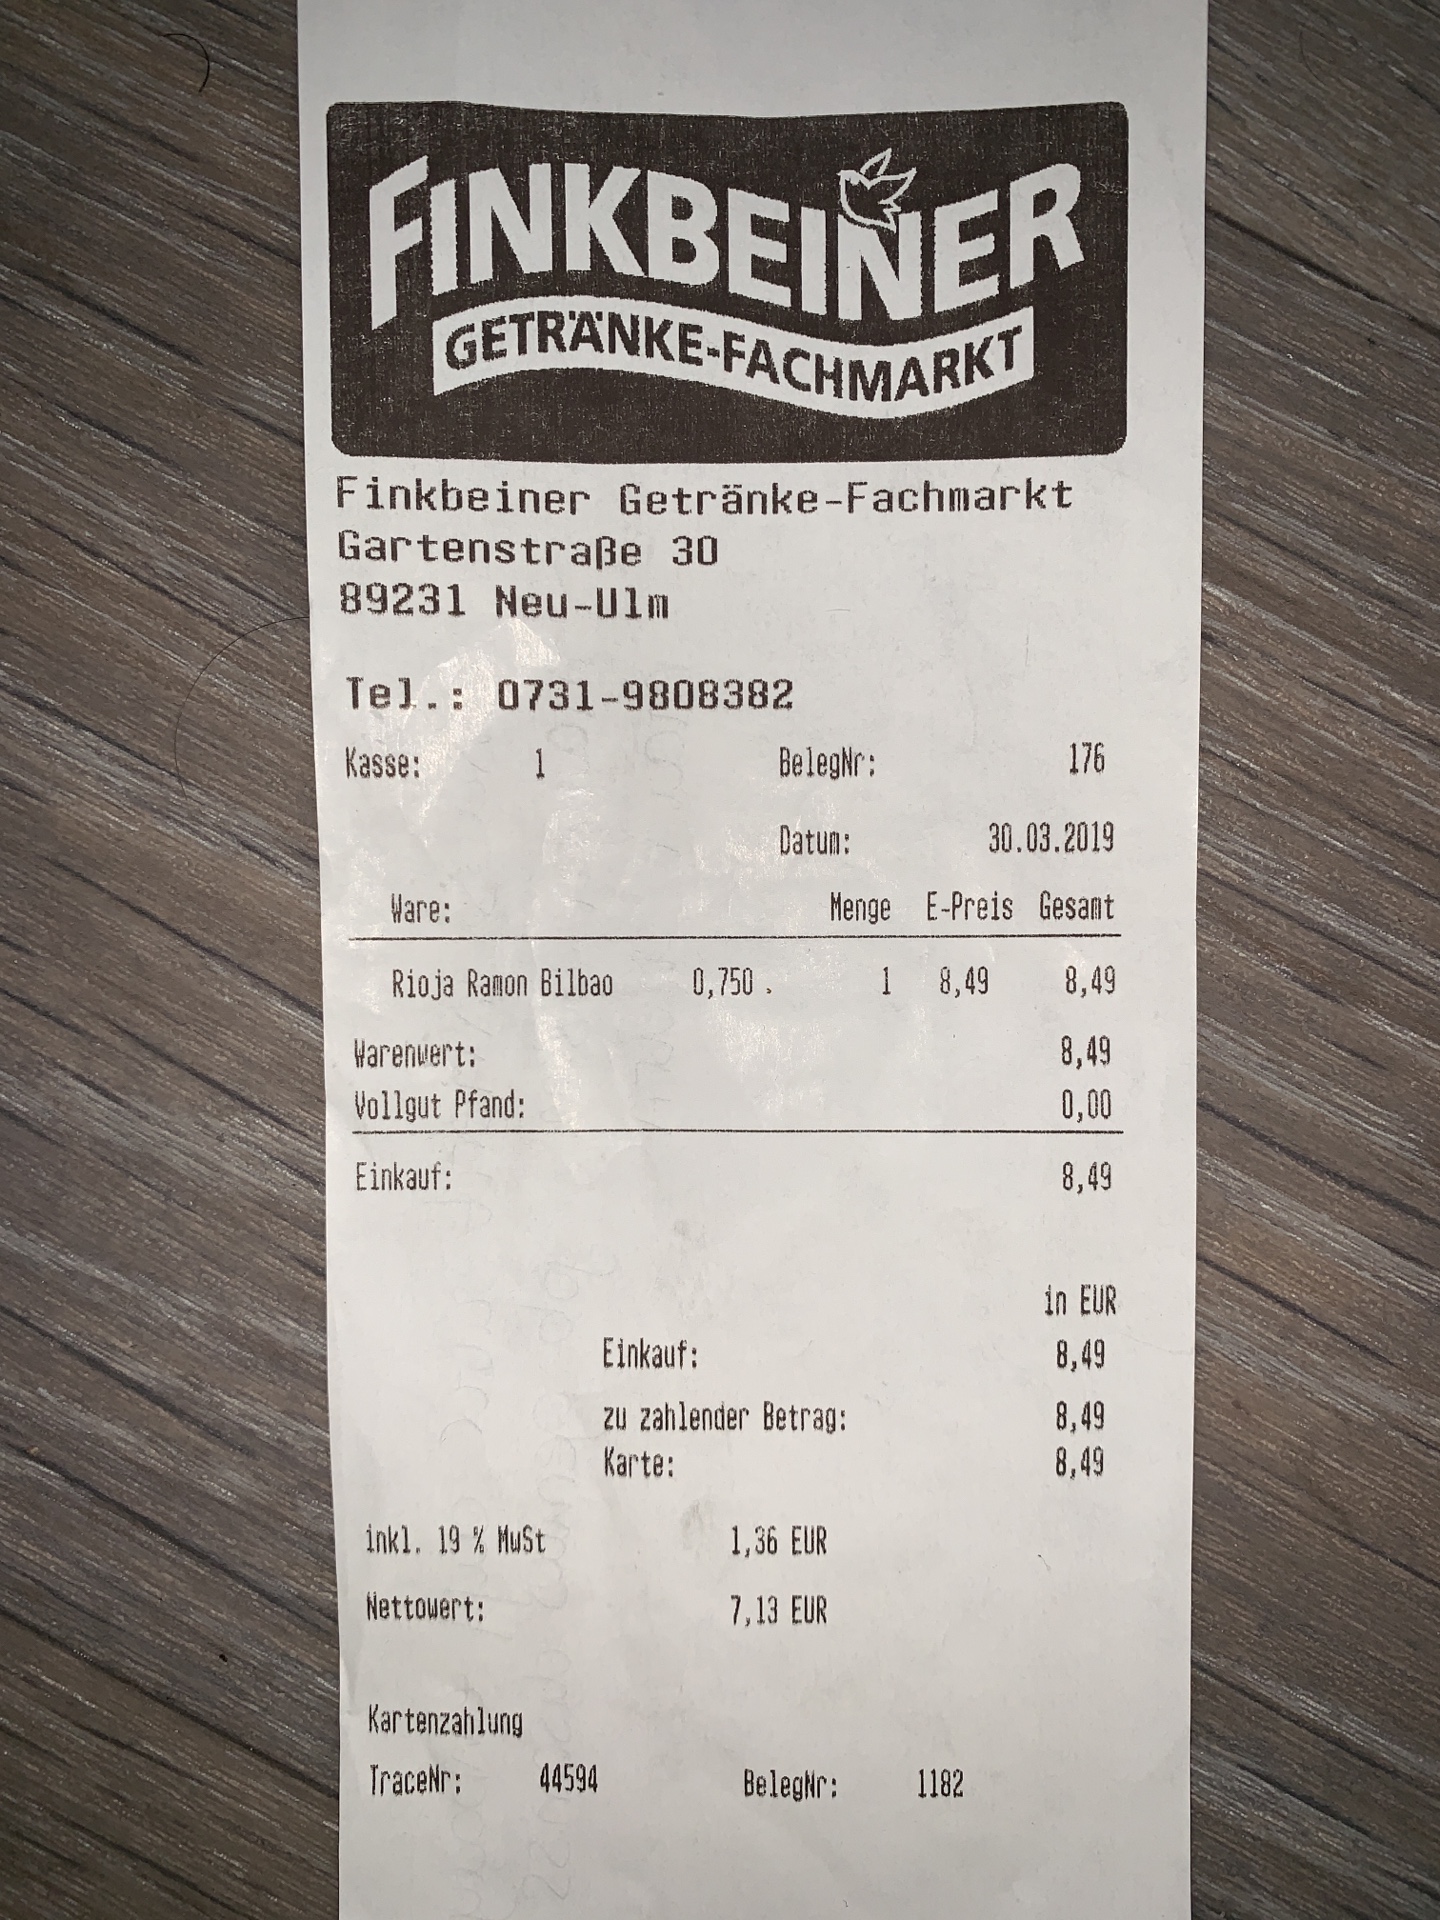 FINKBEINER
GETRÄNKE-FACHMARKT
Finkbeiner Getränke-Fachmarkt
Gartenstraße 30
89231 Neu-Ulm
Tel.: 0731-9808382
Kasse: 1 BelegNr: 176
Datum: 30.03.2019
Ware: Menge E-Preis Gesamt
Rioja Ramon Bilbao 0,750 . 1 8,49 8,49
Warenwert: 8,49
Vollgut Pfand: 0,00
Einkauf: 8,49
in EUR
Einkauf: 8,49
zu zahlender Betrag: 8,49
Karte: 8,49
inkl. 19 % MwSt 1,36 EUR
Nettowert: 7,13 EUR
Kartenzahlung
TraceNr: 44594 BelegNr: 1182